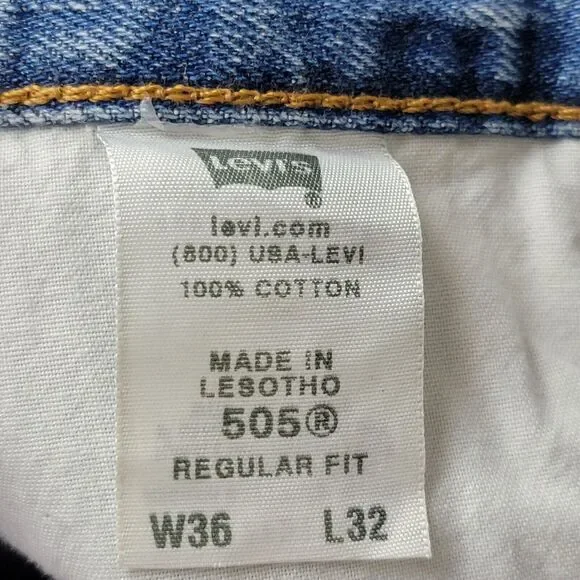 Levi's
®
levi.com
(800) USA-LEVI
100% COTTON
MADE IN
LESOTHO
505®
REGULAR FIT
W36 L32